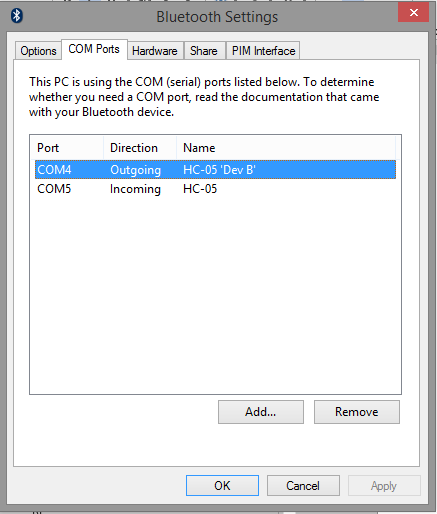 Bluetooth Settings
Options COM Ports Hardware Share PIM Interface
This PC is using the COM (serial) ports listed below. To determine
whether you need a COM port, read the documentation that came
with your Bluetooth device.
Port Direction Name
COM4 Outgoing HC-05 'Dev B'
COM5 Incoming HC-05
Add... Remove
OK Cancel Apply